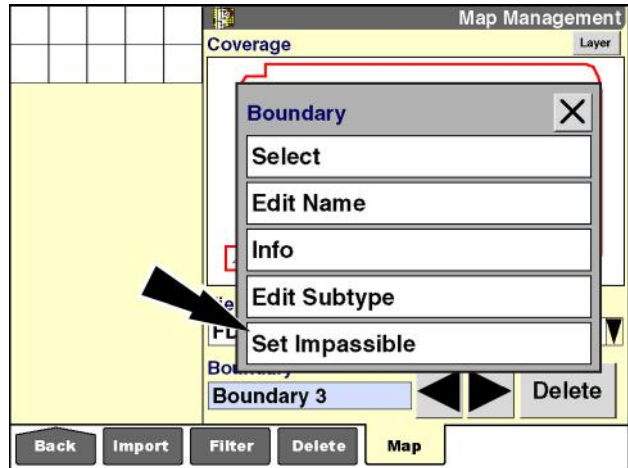 Map Management
Coverage
Layer
Boundary
Select
Edit Name
Info
Edit Subtype
Set Impassible
Boundary 3
Delete
Back
Import
Filter
Delete
Map